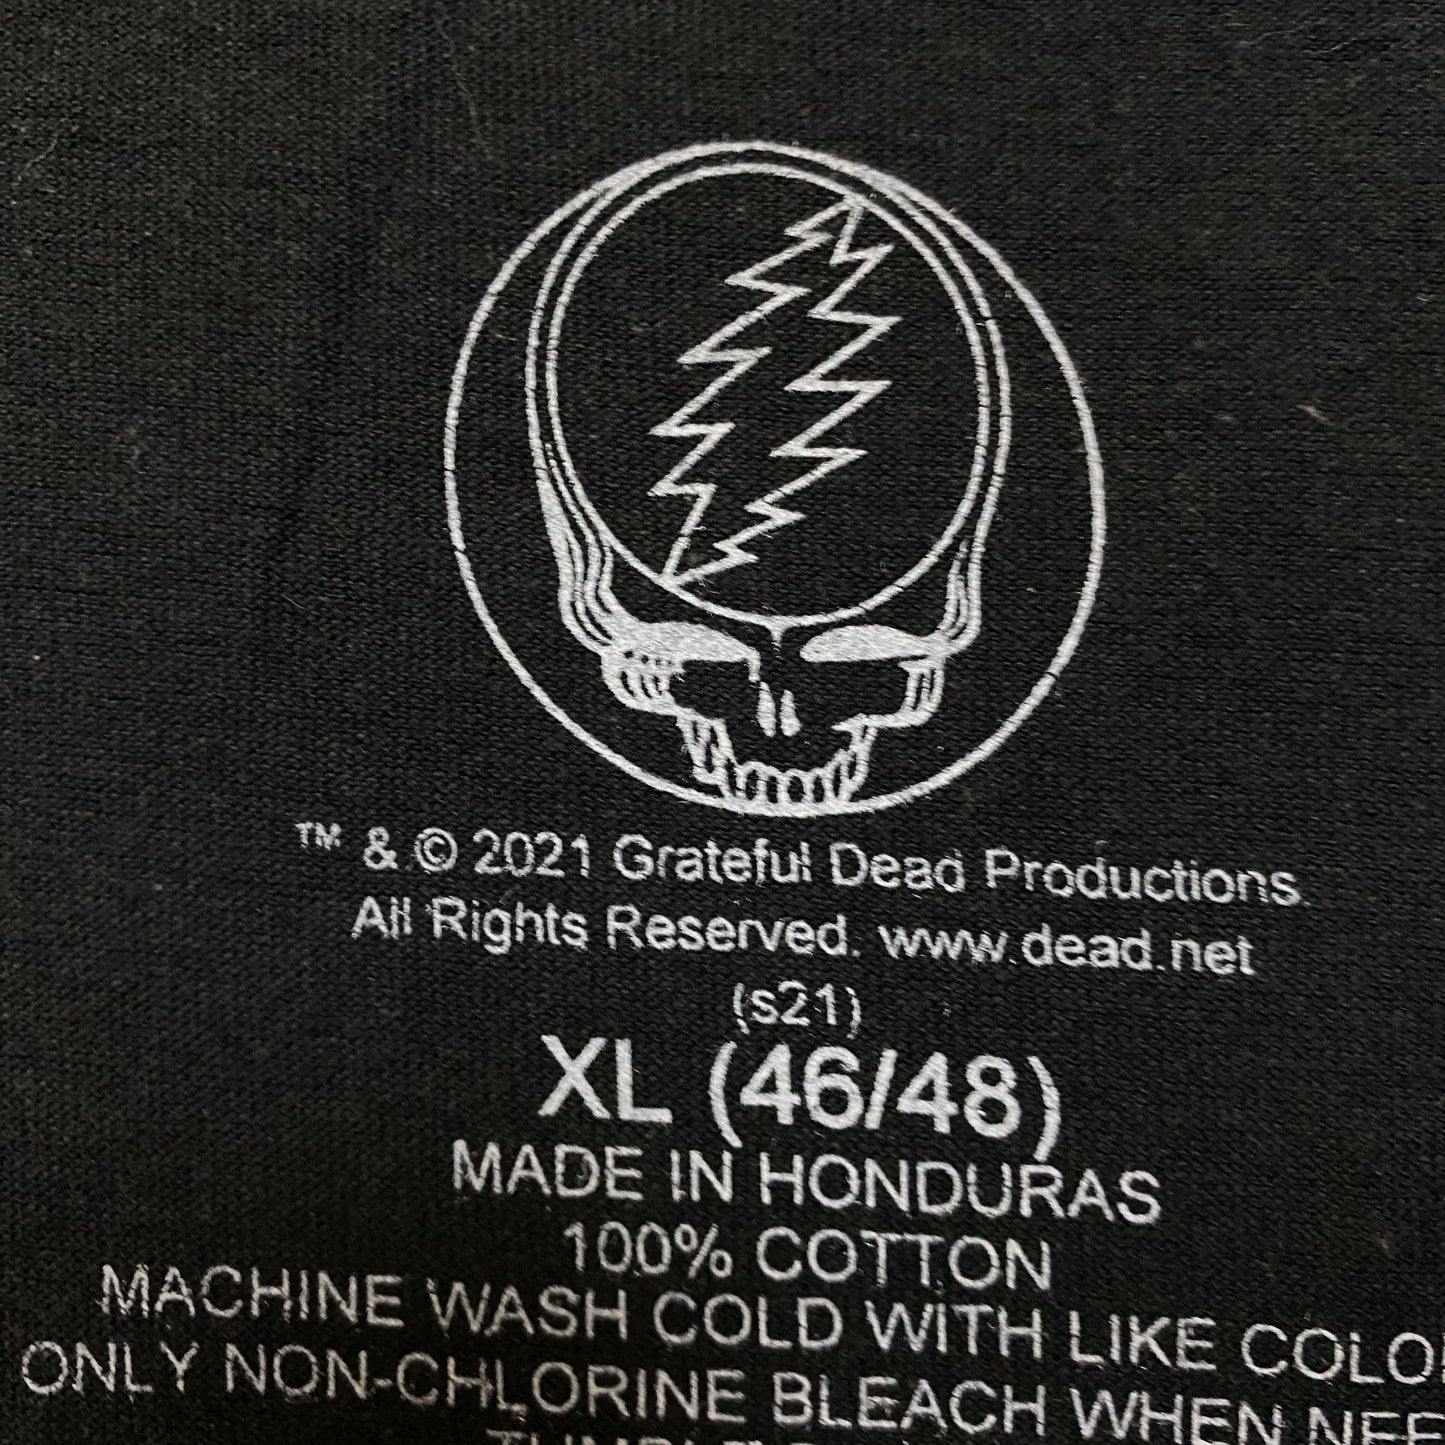 ™ & © 2021 Grateful Dead Productions.
All Rights Reserved. www.dead.net
(s21)
XL (46/48)
MADE IN HONDURAS
100% COTTON
MACHINE WASH COLD WITH LIKE
ONLY NON-CHLORINE BLEACH WHEN